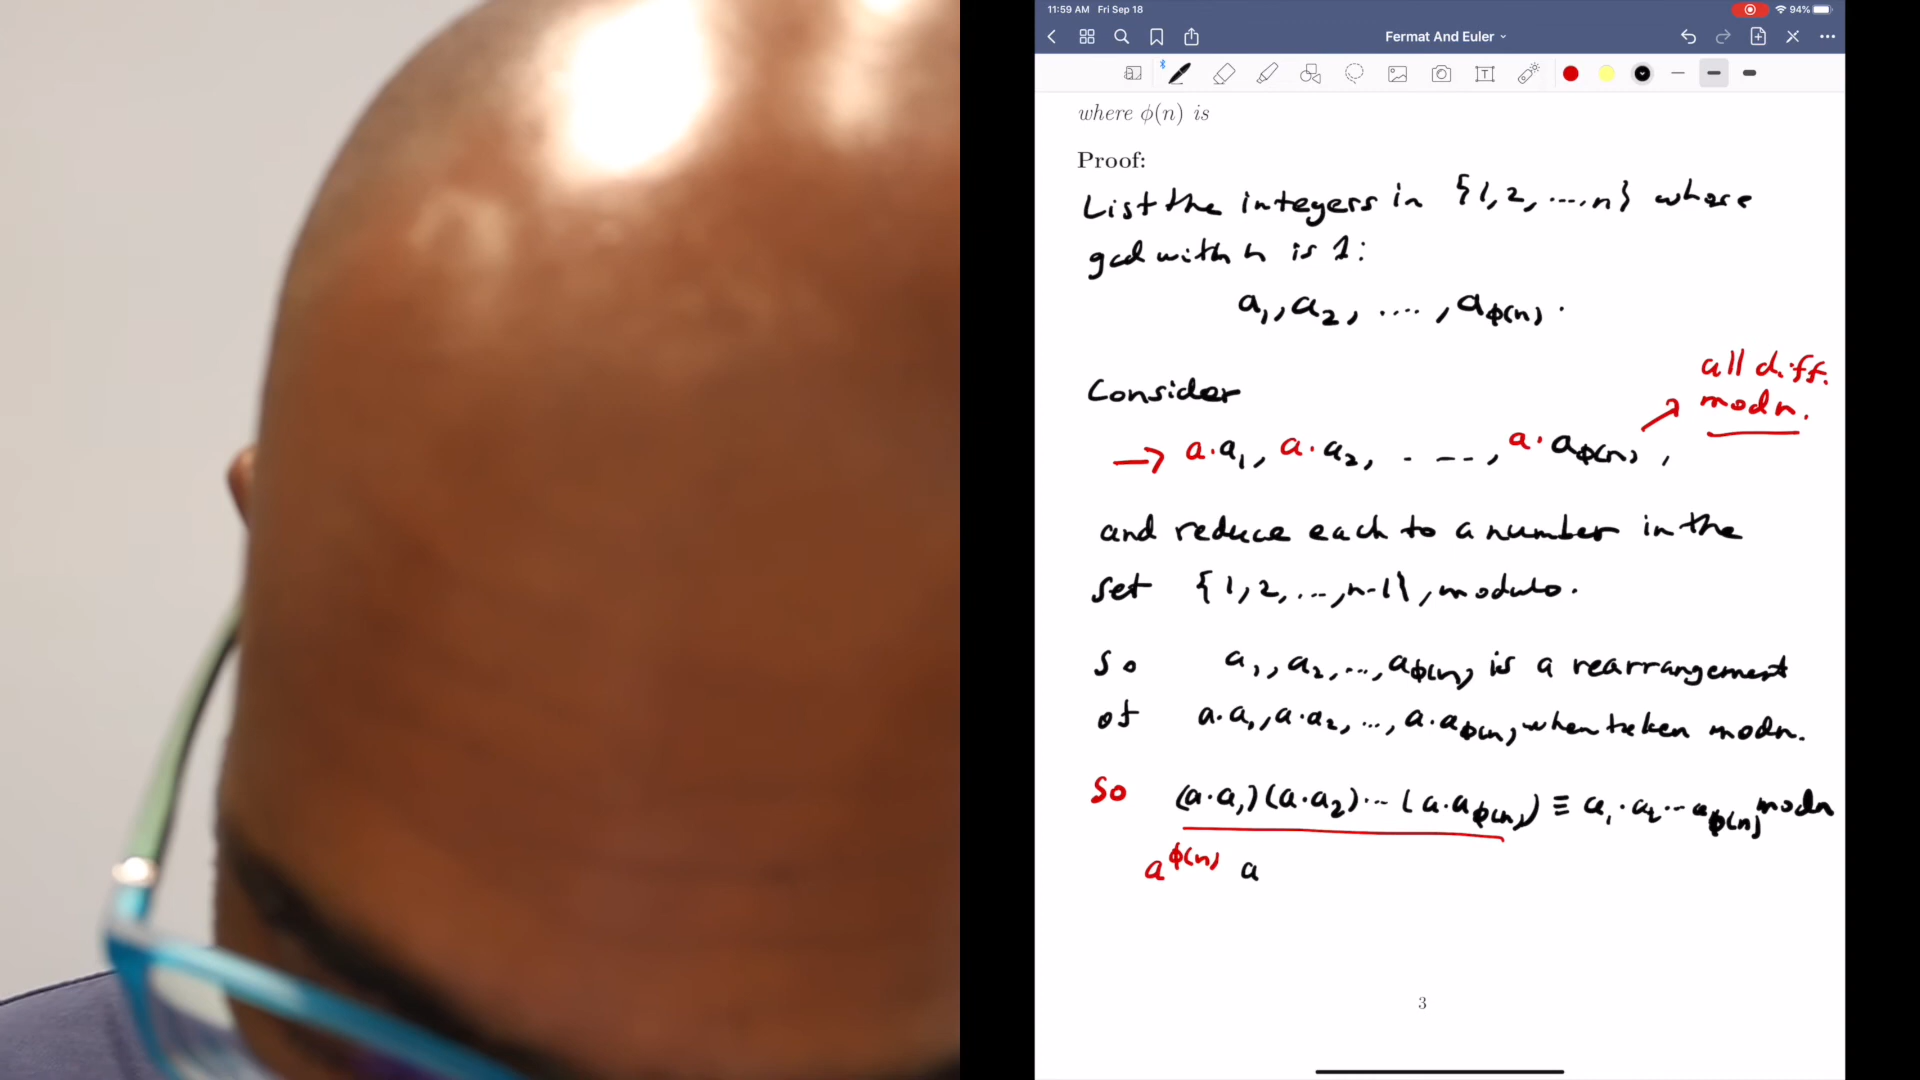 11:59 AM Fri Sep 18
94%
Fermat And Euler
where ϕ(n) is
Proof:
List the integers in {1, 2, ..., n} whose
gcd with n is 1:
a₁, a₂, ...., a_ϕ(n).
all diff.
mod n.
Consider
→ a·a₁, a·a₂, . - - - ., a·a_ϕ(n),
and reduce each to a number in the
set {1, 2, ..., n-1}, modulo.
So a₁, a₂, ..., a_ϕ(n) is a rearrangement
of a·a₁, a·a₂, ..., a·a_ϕ(n) when taken mod n.
So (a·a₁)(a·a₂)···(a·a_ϕ(n)) ≡ a₁·a₂···a_ϕ(n) mod n
a^ϕ(n) a
3